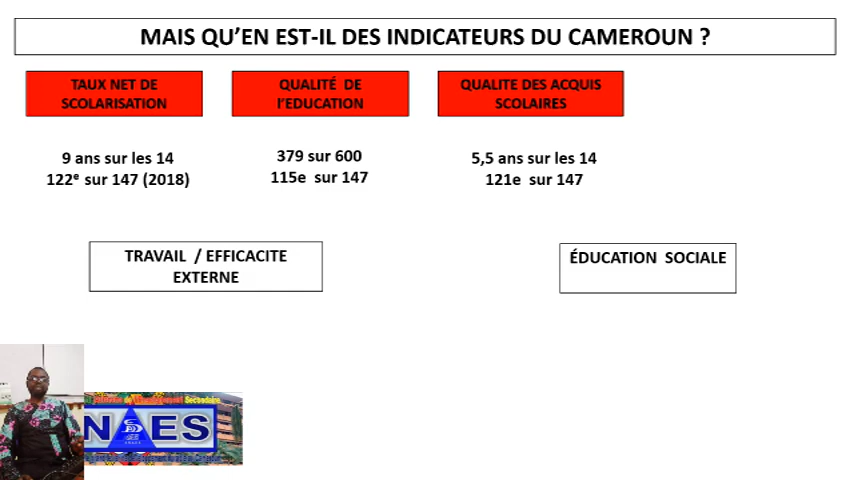 MAIS QU'EN EST-IL DES INDICATEURS DU CAMEROUN ?
TAUX NET DE
SCOLARISATION
QUALITÉ DE
l'EDUCATION
QUALITE DES ACQUIS
SCOLAIRES
9 ans sur les 14
122e sur 147 (2018)
379 sur 600
115e sur 147
5,5 ans sur les 14
121e sur 147
TRAVAIL / EFFICACITE
EXTERNE
ÉDUCATION SOCIALE
Secondaire
NAES